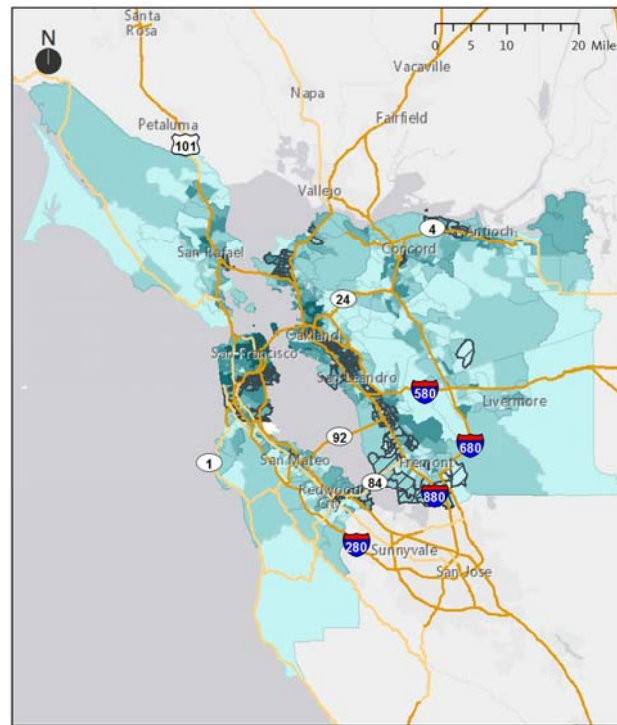 Santa
Rosa
N
0 5 10 20 Mile
Vacaville
Napa
Petaluma
Fairfield
101
Vallejo
4
Antioch
San Rafael
Concord
24
Oakland
San Francisco
San Leandro
580
Livermore
92
680
1
San Mateo
Fremont
84
Redwood
City
880
280
Sunnyvale
San Jose